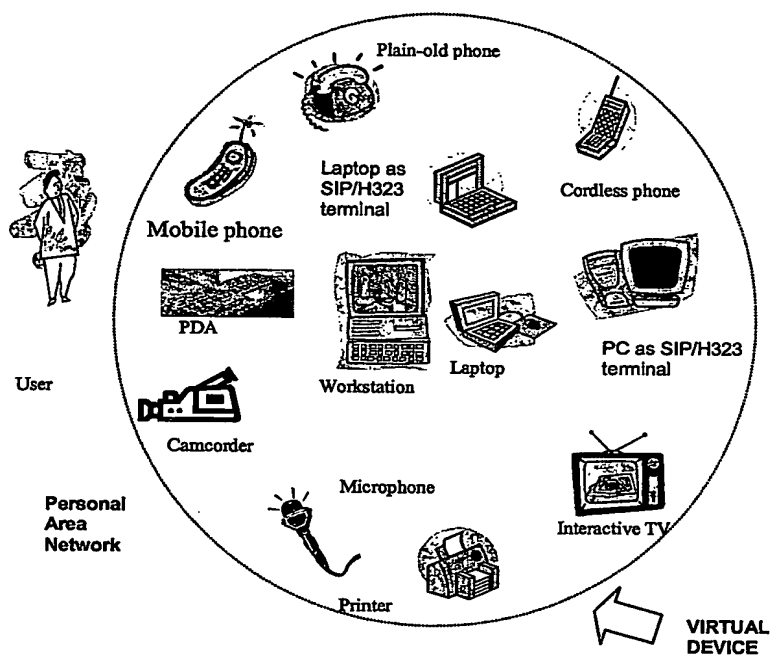 Plain-old phone
Laptop as
SIP/H323
terminal
Cordless phone
Mobile phone
PDA
Workstation
Laptop
PC as SIP/H323
terminal
User
Camcorder
Microphone
Personal
Area
Network
Interactive TV
Printer
VIRTUAL
DEVICE